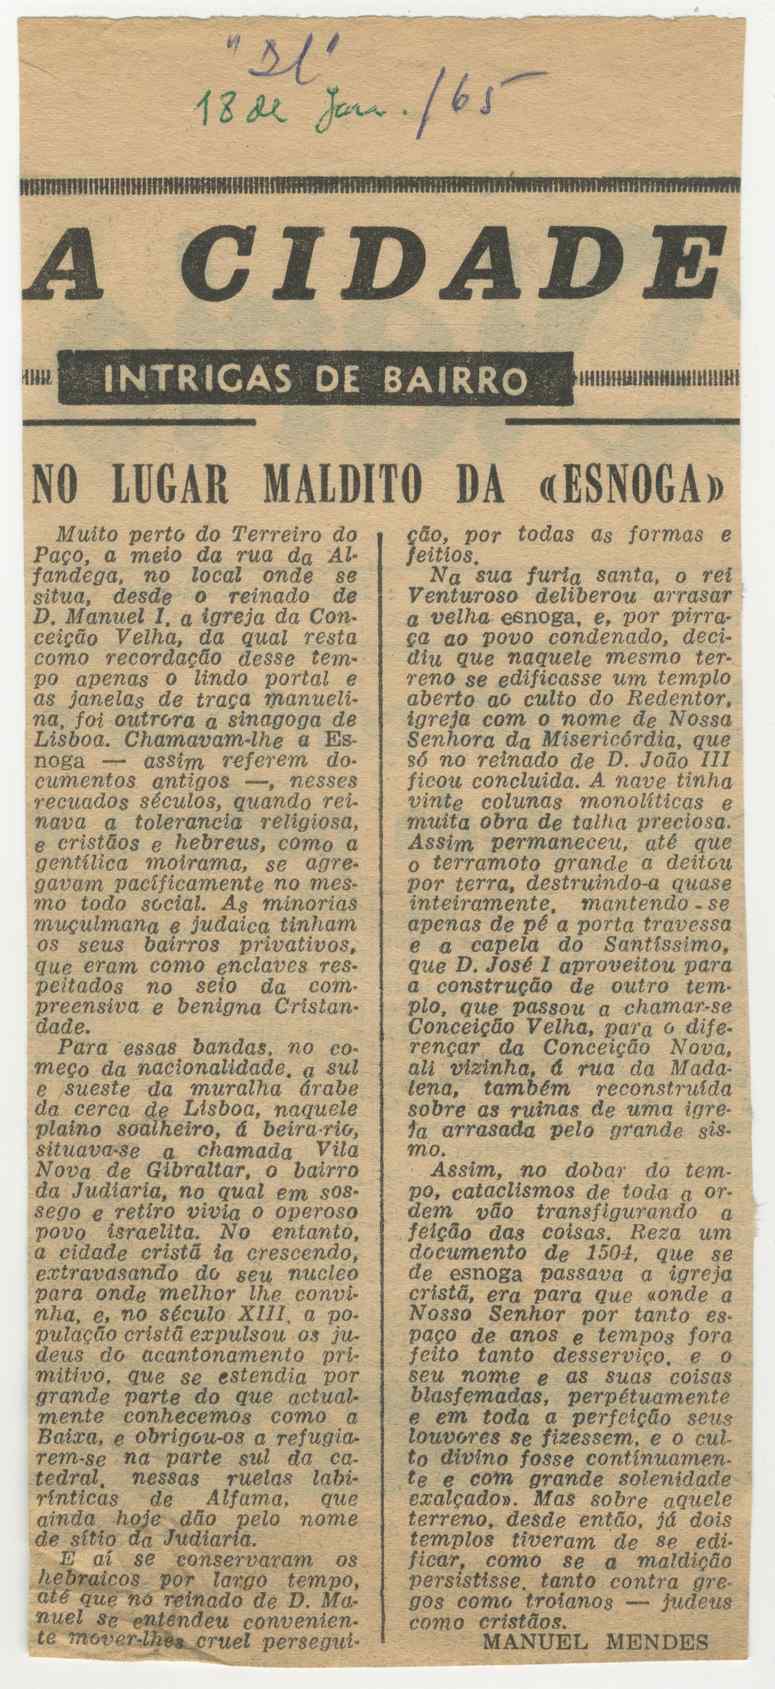 "DL"
18 de Jan. /65
A CIDADE
INTRIGAS DE BAIRRO
NO LUGAR MALDITO DA «ESNOGA»
Muito perto do Terreiro do
Paço, a meio da rua da Al-
fandega, no local onde se
situa, desde o reinado de
D. Manuel I, a igreja da Con-
ceição Velha, da qual resta
como recordação desse tem-
po apenas o lindo portal e
as janelas de traça manueli-
na, foi outrora a sinagoga de
Lisboa. Chamavam-lhe a Es-
noga — assim referem do-
cumentos antigos —, nesses
recuados séculos, quando rei-
nava a tolerancia religiosa,
e cristãos e hebreus, como a
gentílica moirama, se agre-
gavam pacíficamente no mes-
mo todo social. As minorias
muçulmana e judaica tinham
os seus bairros privativos,
que eram como enclaves res-
peitados no seio da com-
preensiva e benigna Cristan-
dade.
Para essas bandas, no co-
meço da nacionalidade, a sul
e sueste da muralha árabe
da cerca de Lisboa, naquele
plaino soalheiro, á beira-rio,
situava-se a chamada Vila
Nova de Gibraltar, o bairro
da Judiaria, no qual em sos-
sego e retiro vivia o operoso
povo israelita. No entanto,
a cidade cristã ia crescendo,
extravasando do seu nucleo
para onde melhor lhe convi-
nha, e, no século XIII, a po-
pulação cristã expulsou os ju-
deus do acantonamento pri-
mitivo, que se estendia por
grande parte do que actual-
mente conhecemos como a
Baixa, e obrigou-os a refugia-
rem-se na parte sul da ca-
tedral, nessas ruelas labi-
rínticas de Alfama, que
ainda hoje dão pelo nome
de sítio da Judiaria.
E aí se conservaram os
hebraicos por largo tempo,
até que no reinado de D. Ma-
nuel se entendeu convenien-
te mover-lhes cruel persegui-
ção, por todas as formas e
feitios.
Na sua furia santa, o rei
Venturoso deliberou arrasar
a velha esnoga, e, por pirra-
ça ao povo condenado, deci-
diu que naquele mesmo ter-
reno se edificasse um templo
aberto ao culto do Redentor,
igreja com o nome de Nossa
Senhora da Misericórdia, que
só no reinado de D. João III
ficou concluida. A nave tinha
vinte colunas monolíticas e
muita obra de talha preciosa.
Assim permaneceu, até que
o terramoto grande a deitou
por terra, destruindo-a quase
inteiramente, mantendo-se
apenas de pé a porta travessa
e a capela do Santíssimo,
que D. José I aproveitou para
a construção de outro tem-
plo, que passou a chamar-se
Conceição Velha, para o dife-
rençar da Conceição Nova,
ali vizinha, á rua da Mada-
lena, também reconstruída
sobre as ruinas de uma igre-
ja arrasada pelo grande sis-
mo.
Assim, no dobar do tem-
po, cataclismos de toda a or-
dem vão transfigurando a
feição das coisas. Reza um
documento de 1504, que se
de esnoga passava a igreja
cristã, era para que «onde a
Nosso Senhor por tanto es-
paço de anos e tempos fora
feito tanto desserviço, e o
seu nome e as suas coisas
blasfemadas, perpétuamente
e em toda a perfeição seus
louvores se fizessem, e o cul-
to divino fosse contínuamen-
te e com grande solenidade
exalçado». Mas sobre aquele
terreno, desde então, já dois
templos tiveram de se edi-
ficar, como se a maldição
persistisse, tanto contra gre-
gos como troianos — judeus
como cristãos.
MANUEL MENDES